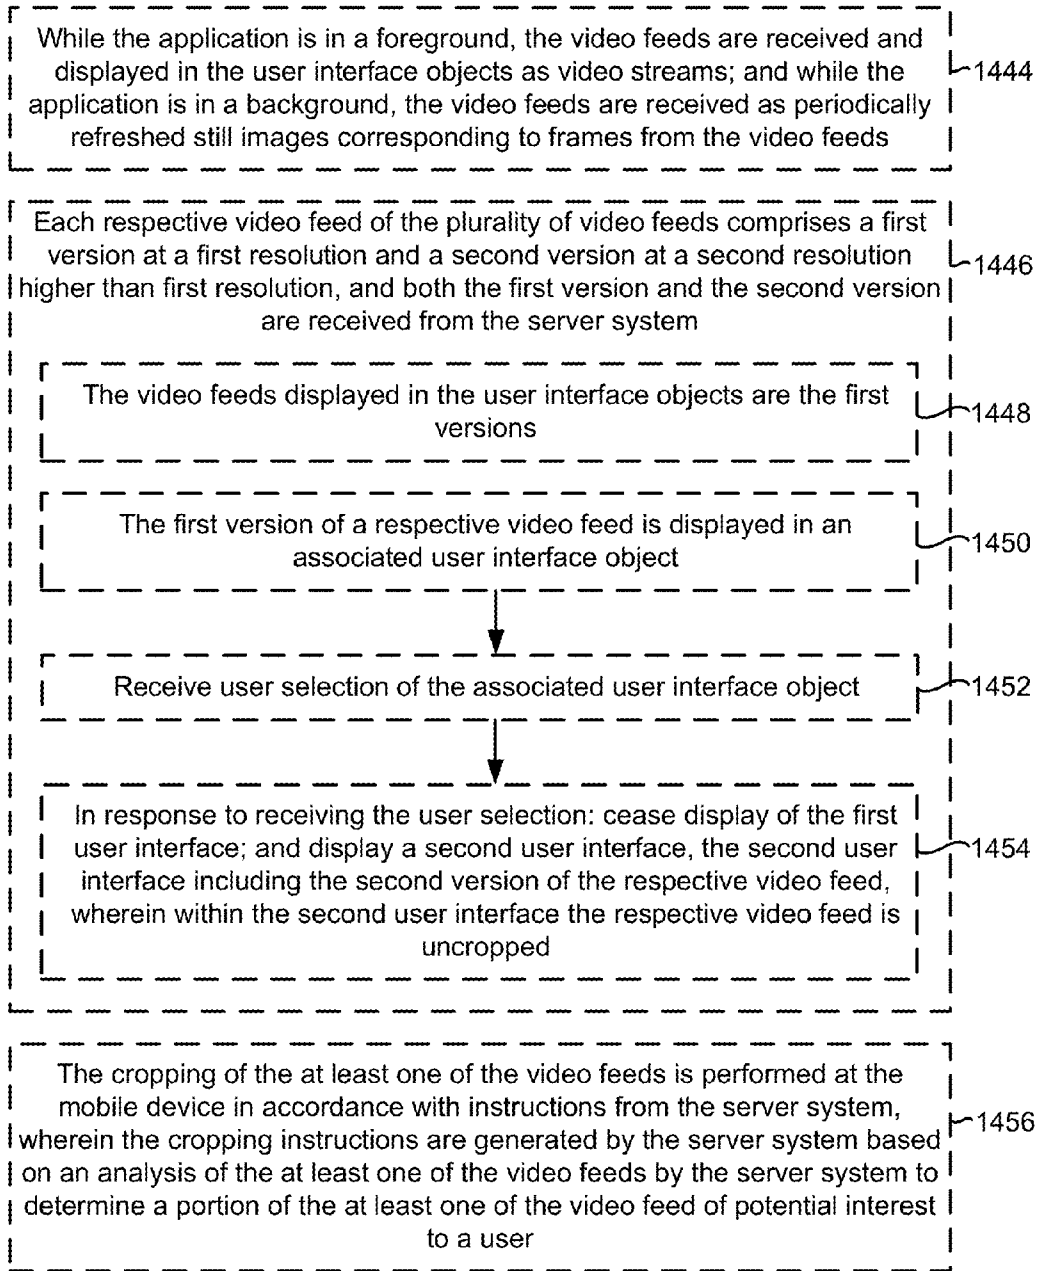 While the application is in a foreground, the video feeds are received and
displayed in the user interface objects as video streams; and while the
application is in a background, the video feeds are received as periodically
refreshed still images corresponding to frames from the video feeds
1444
Each respective video feed of the plurality of video feeds comprises a first
version at a first resolution and a second version at a second resolution
higher than first resolution, and both the first version and the second version
are received from the server system
1446
The video feeds displayed in the user interface objects are the first
versions
1448
The first version of a respective video feed is displayed in an
associated user interface object
1450
Receive user selection of the associated user interface object
1452
In response to receiving the user selection: cease display of the first
user interface; and display a second user interface, the second user
interface including the second version of the respective video feed,
wherein within the second user interface the respective video feed is
uncropped
1454
The cropping of the at least one of the video feeds is performed at the
mobile device in accordance with instructions from the server system,
wherein the cropping instructions are generated by the server system based
on an analysis of the at least one of the video feeds by the server system to
determine a portion of the at least one of the video feed of potential interest
to a user
1456